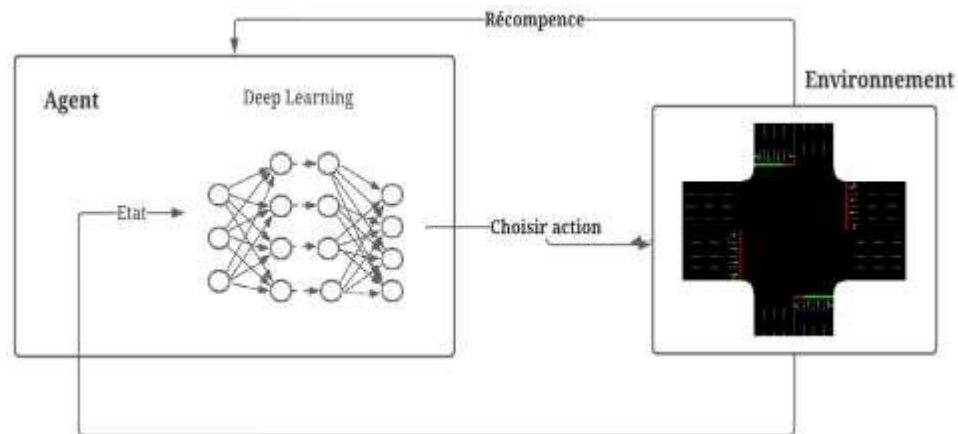 Récompence
Environnement
Agent
Deep Learning
Etat
Choisir action